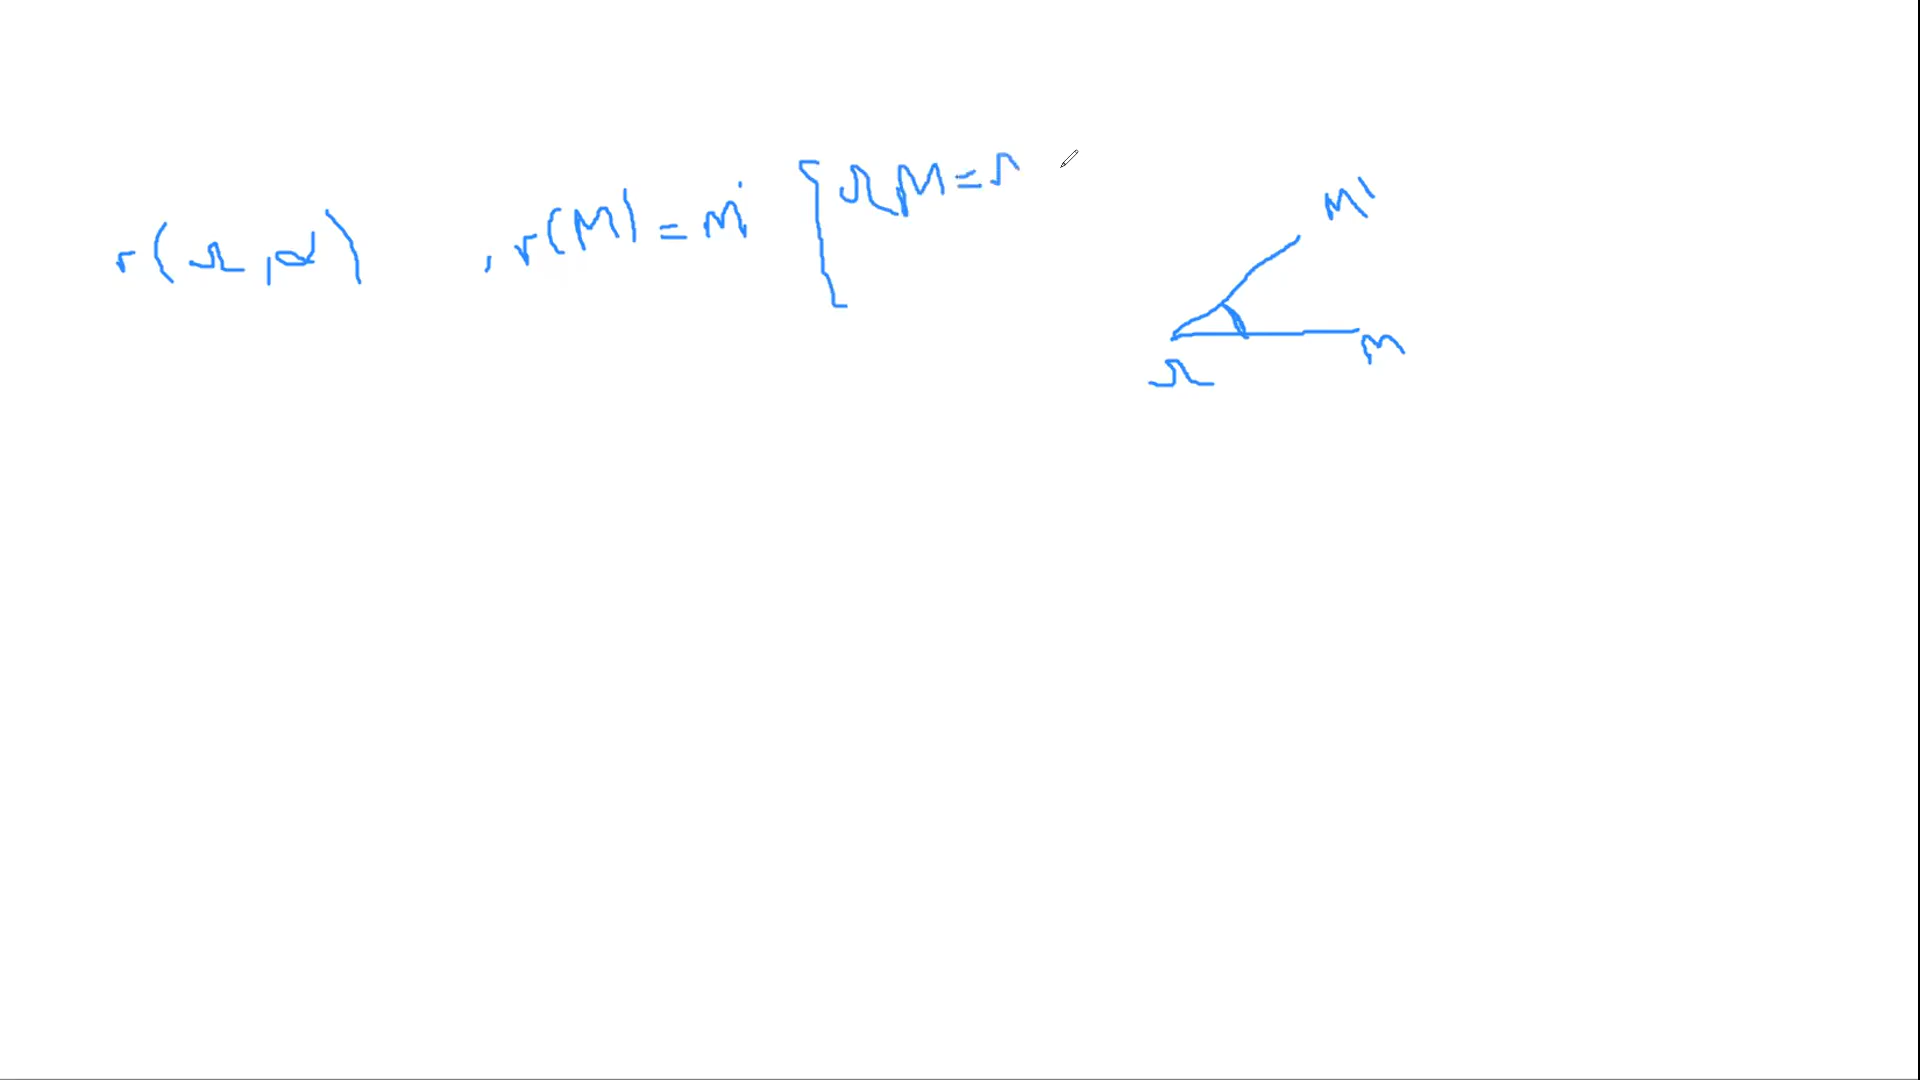 r(Ω,α) , r(M)=M' { ΩM=Ω
M'
M
Ω